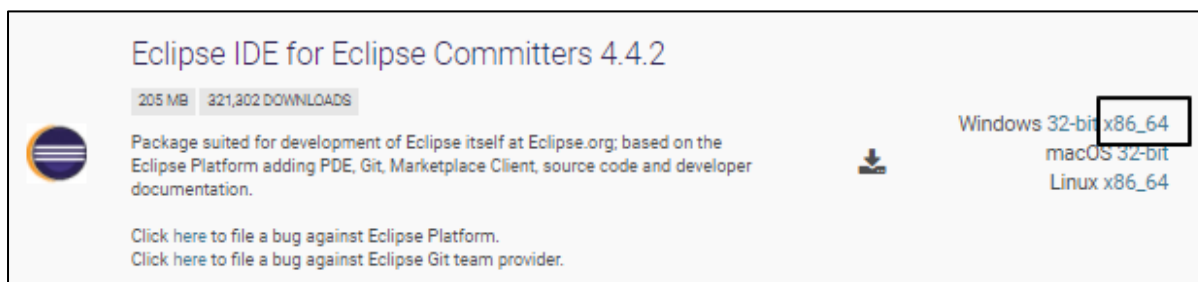 Eclipse IDE for Eclipse Committers 4.4.2
205 MB 321,302 DOWNLOADS
Package suited for development of Eclipse itself at Eclipse.org; based on the
Eclipse Platform adding PDE, Git, Marketplace Client, source code and developer
documentation.
Click here to file a bug against Eclipse Platform.
Click here to file a bug against Eclipse Git team provider.
Windows 32-bit x86_64
macOS 32-bit
Linux x86_64